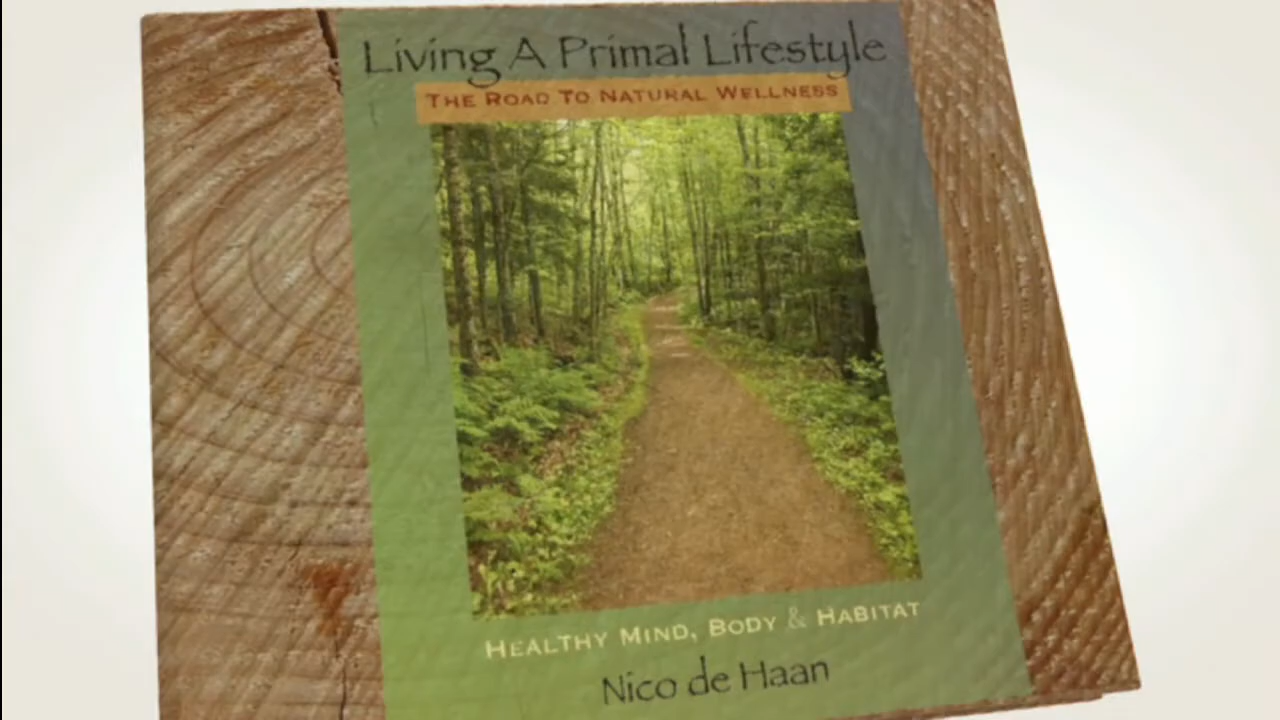 Living A Primal Lifestyle
THE ROAD TO NATURAL WELLNESS
HEALTHY MIND, BODY & HABITAT
Nico de Haan